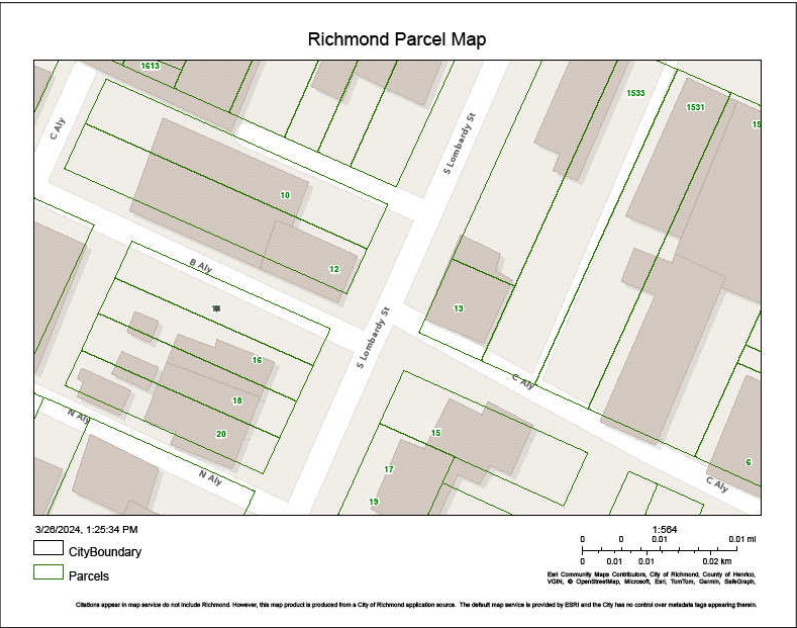 Richmond Parcel Map
1613
1533
1531
15
C Aly
S Lombardy St
10
12
B Aly
13
S Lombardy St
16
18
20
C Aly
N Aly
N Aly
15
17
19
6
C Aly
3/26/2024, 1:25:34 PM
CityBoundary
Parcels
1:564
0 0 0.01 0.01 mi
0 0.01 0.01 0.02 km
Esri Community Maps Contributors, City of Richmond, County of Henrico,
VGIN, © OpenStreetMap, Microsoft, Esri, TomTom, Garmin, SafeGraph,
Citations appear in map service do not include Richmond. However, this map product is produced from a City of Richmond application source. The default map service is provided by ESRI and the City has no control over metadata tags appearing therein.